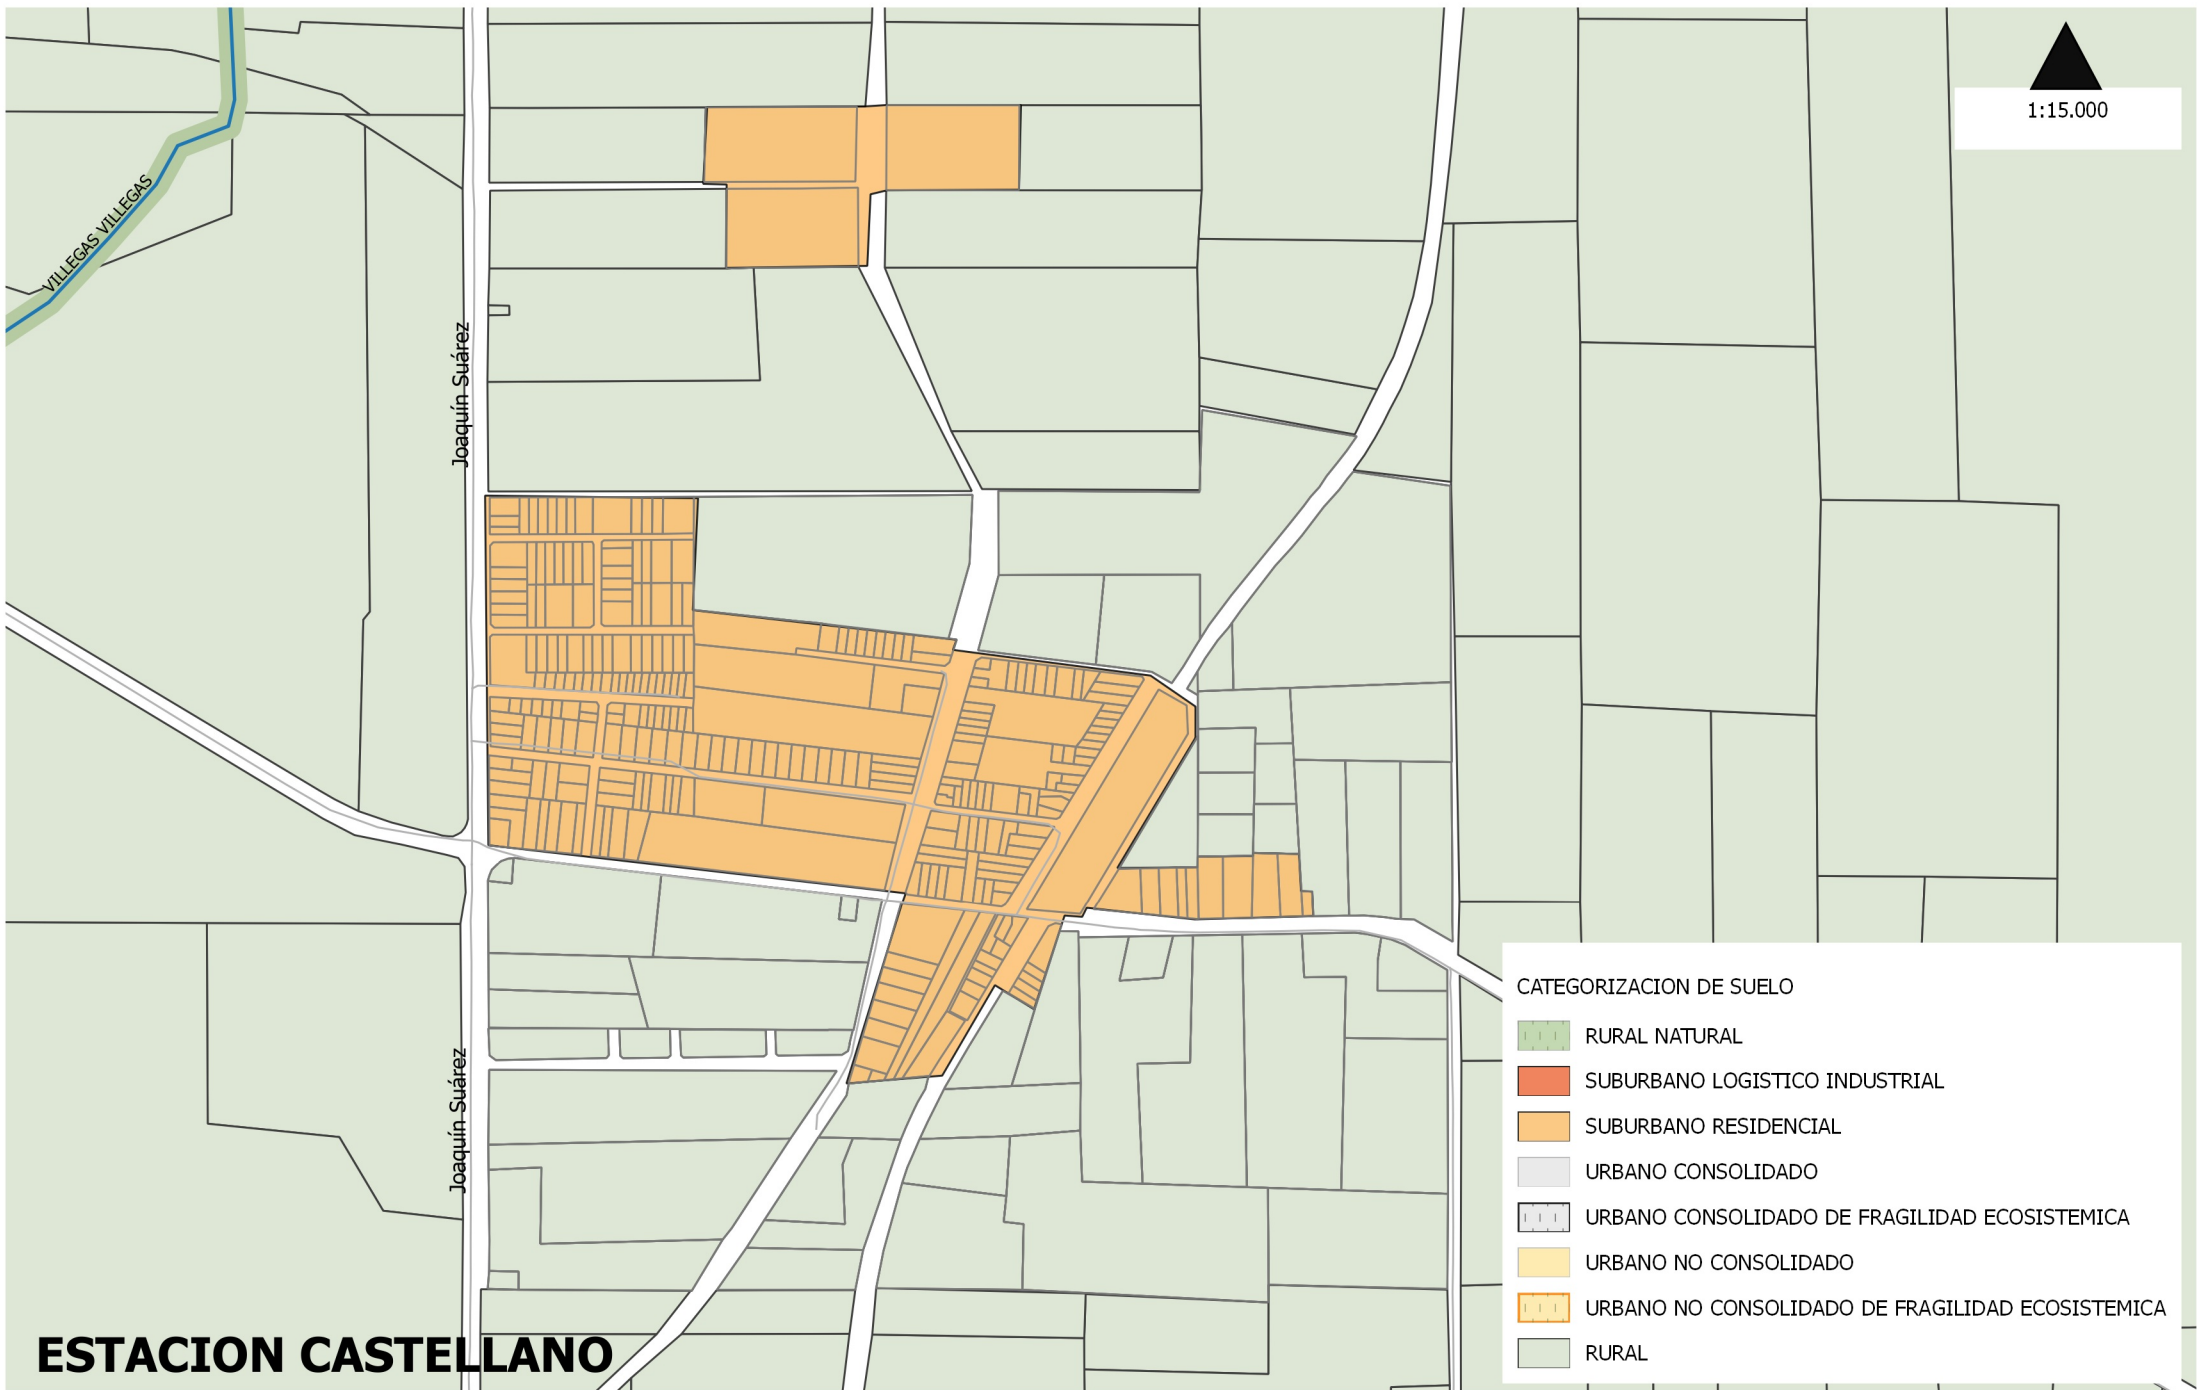 1:15.000
VILLEGAS VILLEGAS
Joaquín Suárez
Joaquín Suárez
CATEGORIZACION DE SUELO
RURAL NATURAL
SUBURBANO LOGISTICO INDUSTRIAL
SUBURBANO RESIDENCIAL
URBANO CONSOLIDADO
URBANO CONSOLIDADO DE FRAGILIDAD ECOSISTEMICA
URBANO NO CONSOLIDADO
URBANO NO CONSOLIDADO DE FRAGILIDAD ECOSISTEMICA
RURAL
ESTACION CASTELLANO